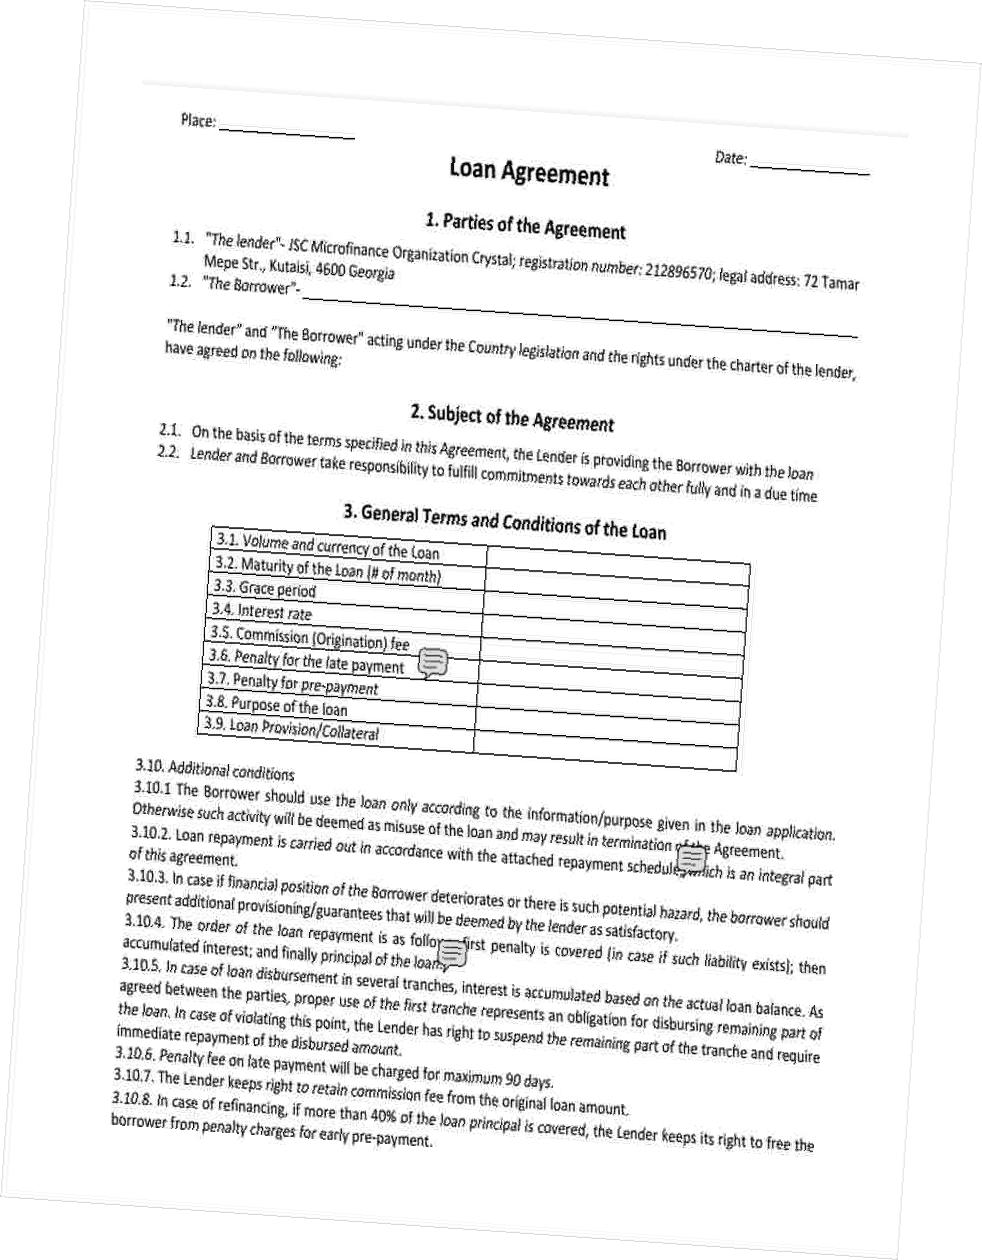 Place:
Date:
Loan Agreement
1. Parties of the Agreement
1.1. "The lender"- JSC Microfinance Organization Crystal; registration number: 212896570; legal address: 72 Tamar
Mepe Str., Kutaisi, 4600 Georgia
1.2. "The Borrower"-
"The lender" and "The Borrower" acting under the Country legislation and the rights under the charter of the lender,
have agreed on the following:
2. Subject of the Agreement
2.1. On the basis of the terms specified in this Agreement, the Lender is providing the Borrower with the loan
2.2. Lender and Borrower take responsibility to fulfill commitments towards each other fully and in a due time
3. General Terms and Conditions of the Loan
3.1. Volume and currency of the Loan
3.2. Maturity of the Loan (# of month)
3.3. Grace period
3.4. Interest rate
3.5. Commission (Origination) fee
3.6. Penalty for the late payment
3.7. Penalty for pre-payment
3.8. Purpose of the loan
3.9. Loan Provision/Collateral
3.10. Additional conditions
3.10.1 The Borrower should use the loan only according to the information/purpose given in the loan application.
Otherwise such activity will be deemed as misuse of the loan and may result in termination of the Agreement.
3.10.2. Loan repayment is carried out in accordance with the attached repayment schedule, which is an integral part
of this agreement.
3.10.3. In case if financial position of the Borrower deteriorates or there is such potential hazard, the borrower should
present additional provisioning/guarantees that will be deemed by the lender as satisfactory.
3.10.4. The order of the loan repayment is as follow first penalty is covered (in case if such liability exists); then
accumulated interest; and finally principal of the loan.
3.10.5. In case of loan disbursement in several tranches, interest is accumulated based on the actual loan balance. As
agreed between the parties, proper use of the first tranche represents an obligation for disbursing remaining part of
the loan. In case of violating this point, the Lender has right to suspend the remaining part of the tranche and require
immediate repayment of the disbursed amount.
3.10.6. Penalty fee on late payment will be charged for maximum 90 days.
3.10.7. The Lender keeps right to retain commission fee from the original loan amount.
3.10.8. In case of refinancing, if more than 40% of the loan principal is covered, the Lender keeps its right to free the
borrower from penalty charges for early pre-payment.